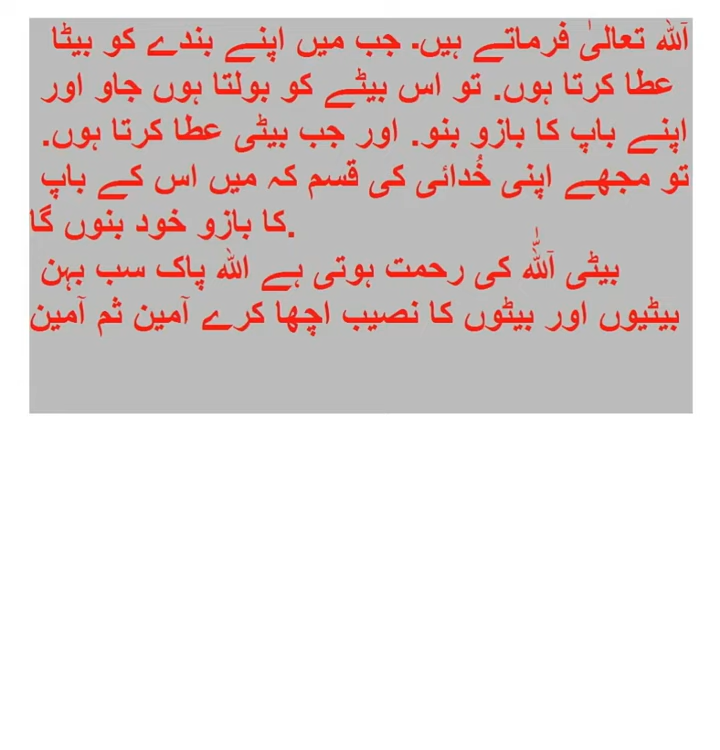 آللہ تعالیٰ فرماتے ہیں۔ جب میں اپنے بندے کو بیٹا
عطا کرتا ہوں. تو اس بیٹے کو بولتا ہوں جاو اور
اپنے باپ کا بازو بنو. اور جب بیٹی عطا کرتا ہوں.
تو مجھے اپنی خُدائی کی قسم کہ میں اس کے باپ
کا بازو خود بنوں گا.
بیٹی آللّٰہ کی رحمت ہوتی ہے اللہ پاک سب بہن
بیٹیوں اور بیٹوں کا نصیب اچھا کرے آمین ثم آمین